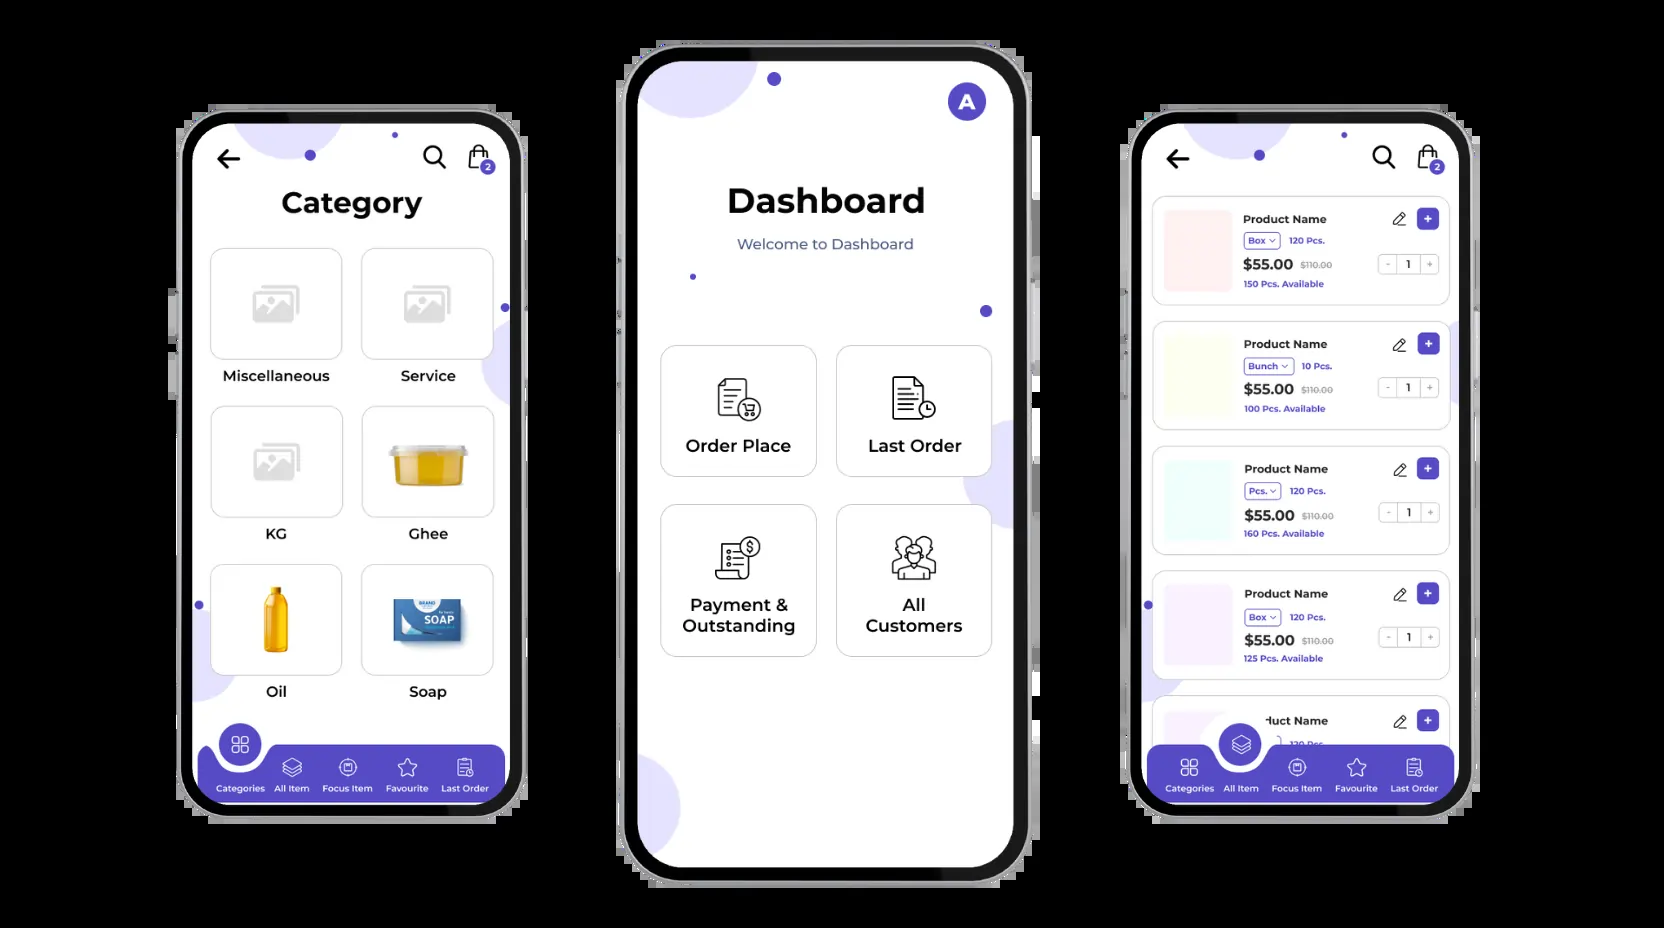 2
Category
Miscellaneous
Service
KG
Ghee
BRAND
SOAP
Oil
Soap
Categories
All Item
Focus Item
Favourite
Last Order
A
Dashboard
Welcome to Dashboard
Order Place
Last Order
$
Payment &
Outstanding
All
Customers
2
Product Name
+
Box
120 Pcs.
$55.00
$110.00
- 1 +
150 Pcs. Available
Product Name
+
Bunch
10 Pcs.
$55.00
$110.00
- 1 +
100 Pcs. Available
Product Name
+
Pcs.
120 Pcs.
$55.00
$110.00
- 1 +
160 Pcs. Available
Product Name
+
Box
120 Pcs.
$55.00
$110.00
- 1 +
125 Pcs. Available
duct Name
+
120 Pcs.
Categories
All Item
Focus Item
Favourite
Last Order